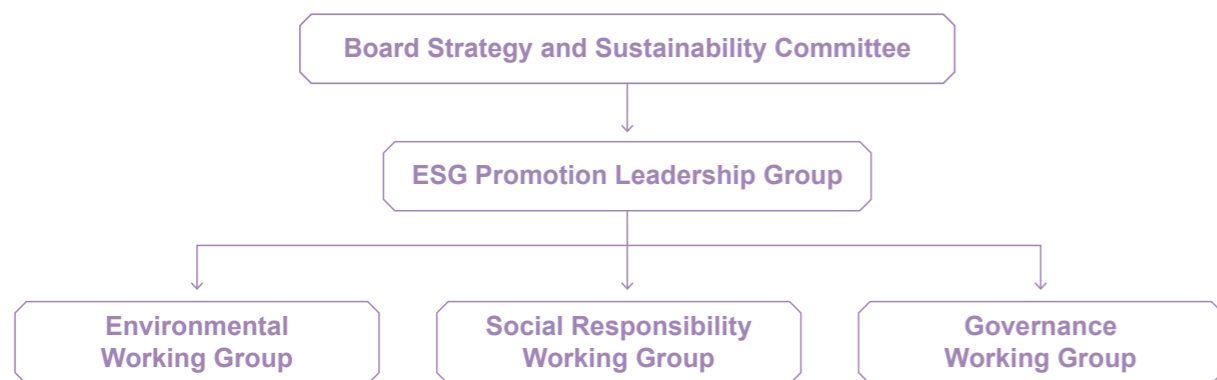 Board Strategy and Sustainability Committee
ESG Promotion Leadership Group
Environmental
Working Group
Social Responsibility
Working Group
Governance
Working Group